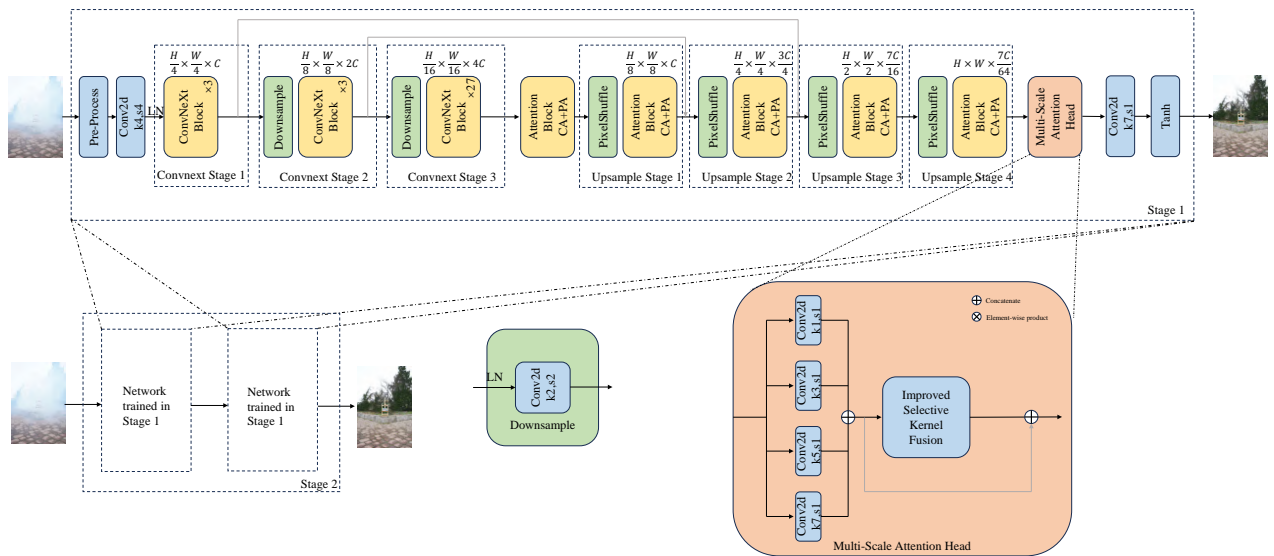 H/4 × W/4 × C
H/8 × W/8 × 2C
H/16 × W/16 × 4C
H/8 × W/8 × C
H/4 × W/4 × 3C/4
H/2 × W/2 × 7C/16
H × W × 7C/64
Pre-Process
Conv2d
k4,s4
LN
ConvNeXt
Block
×3
Convnext Stage 1
Downsample
ConvNeXt
Block
×3
Convnext Stage 2
Downsample
ConvNeXt
Block
×27
Convnext Stage 3
Attention
Block
CA+PA
PixelShuffle
Attention
Block
CA+PA
Upsample Stage 1
PixelShuffle
Attention
Block
CA+PA
Upsample Stage 2
PixelShuffle
Attention
Block
CA+PA
Upsample Stage 3
PixelShuffle
Attention
Block
CA+PA
Upsample Stage 4
Multi-Scale
Attention
Head
Conv2d
k7,s1
Tanh
Stage 1
Network
trained in
Stage 1
Network
trained in
Stage 1
Stage 2
LN
Conv2d
k2,s2
Downsample
Concatenate
Element-wise product
Conv2d
k1,s1
Conv2d
k3,s1
Conv2d
k5,s1
Conv2d
k7,s1
Improved
Selective
Kernel
Fusion
Multi-Scale Attention Head